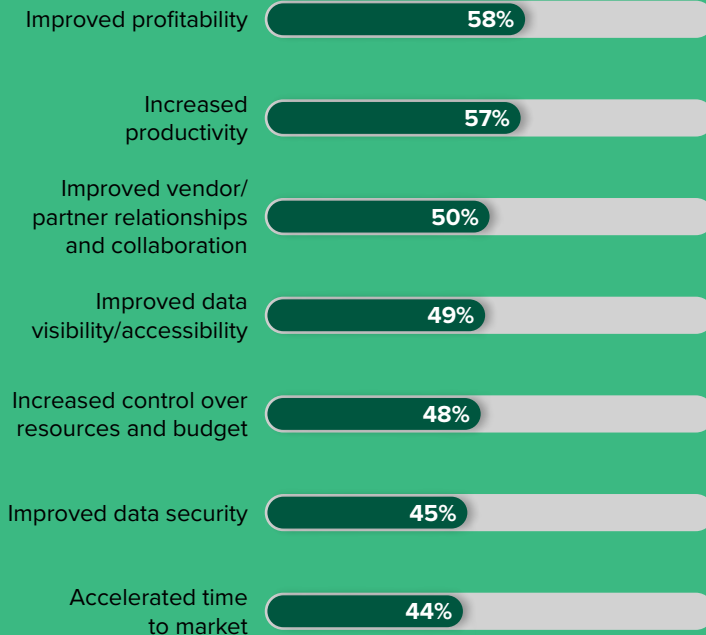 Improved profitability
58%
Increased
productivity
57%
Improved vendor/
partner relationships
and collaboration
50%
Improved data
visibility/accessibility
49%
Increased control over
resources and budget
48%
Improved data security
45%
Accelerated time
to market
44%